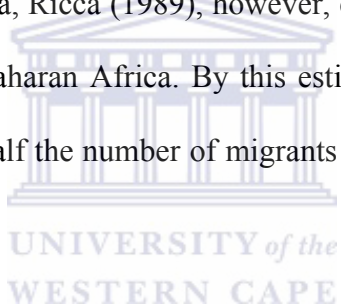 a, Ricca (1989), however,
aharan Africa. By this esti
alf the number of migrants
UNIVERSITY of the
WESTERN CAPE